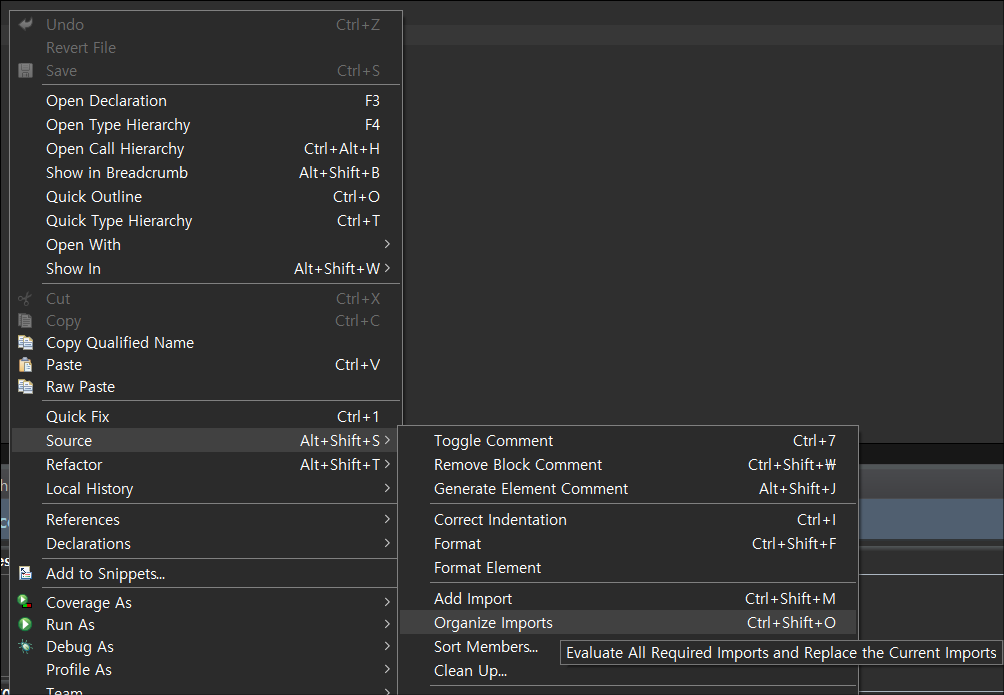 Undo Ctrl+Z
Revert File
Save Ctrl+S
Open Declaration F3
Open Type Hierarchy F4
Open Call Hierarchy Ctrl+Alt+H
Show in Breadcrumb Alt+Shift+B
Quick Outline Ctrl+O
Quick Type Hierarchy Ctrl+T
Open With
Show In Alt+Shift+W
Cut Ctrl+X
Copy Ctrl+C
Copy Qualified Name
Paste Ctrl+V
Raw Paste
Quick Fix Ctrl+1
Source Alt+Shift+S
Refactor Alt+Shift+T
Local History
References
Declarations
Add to Snippets...
Coverage As
Run As
Debug As
Profile As
Team
Toggle Comment Ctrl+7
Remove Block Comment Ctrl+Shift+₩
Generate Element Comment Alt+Shift+J
Correct Indentation Ctrl+I
Format Ctrl+Shift+F
Format Element
Add Import Ctrl+Shift+M
Organize Imports Ctrl+Shift+O
Sort Members...
Clean Up...
Evaluate All Required Imports and Replace the Current Imports